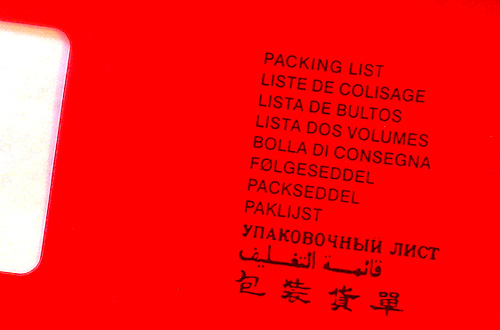 PACKING LIST
LISTE DE COLISAGE
LISTA DE BULTOS
LISTA DOS VOLUMES
BOLLA DI CONSEGNA
FØLGESEDDEL
PACKSEDDEL
PAKLIJST
УПАКОВОЧНЫЙ ЛИСТ
قائمة التغليف
包裝貨單